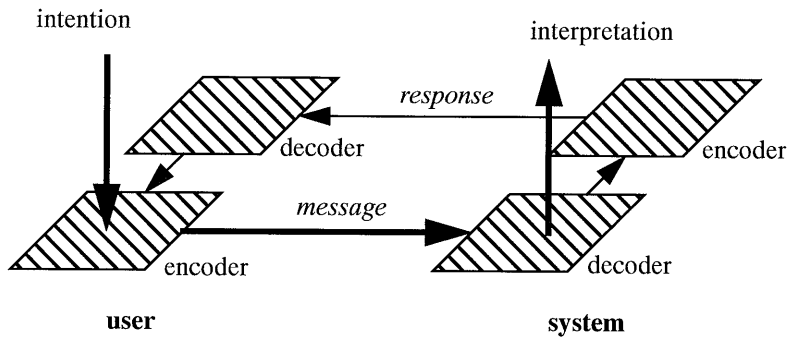 intention
interpretation
response
decoder
encoder
message
encoder
decoder
user
system